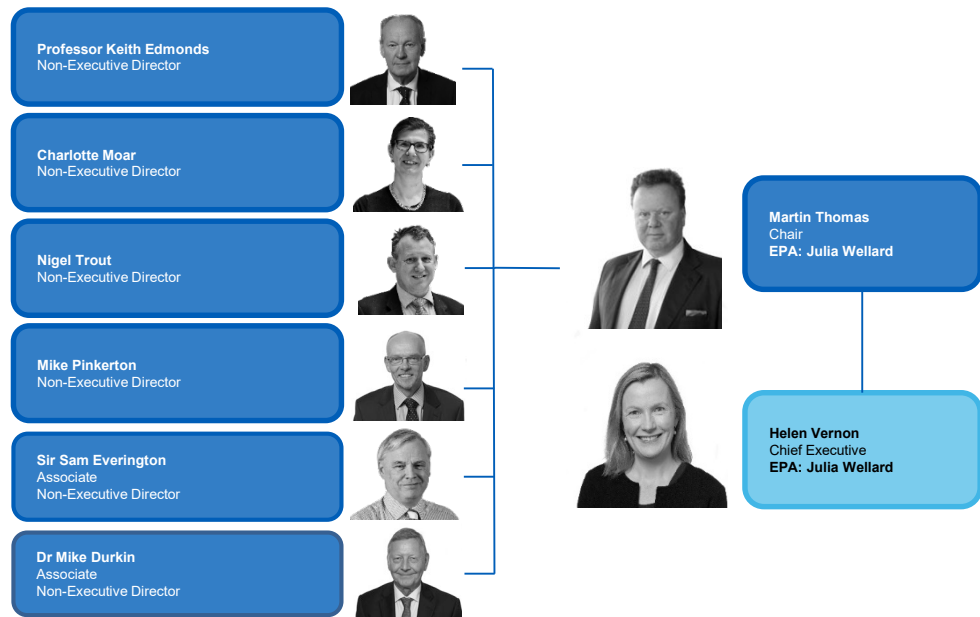 Professor Keith Edmonds
Non-Executive Director
Charlotte Moar
Non-Executive Director
Nigel Trout
Non-Executive Director
Mike Pinkerton
Non-Executive Director
Sir Sam Everington
Associate
Non-Executive Director
Dr Mike Durkin
Associate
Non-Executive Director
Martin Thomas
Chair
EPA: Julia Wellard
Helen Vernon
Chief Executive
EPA: Julia Wellard